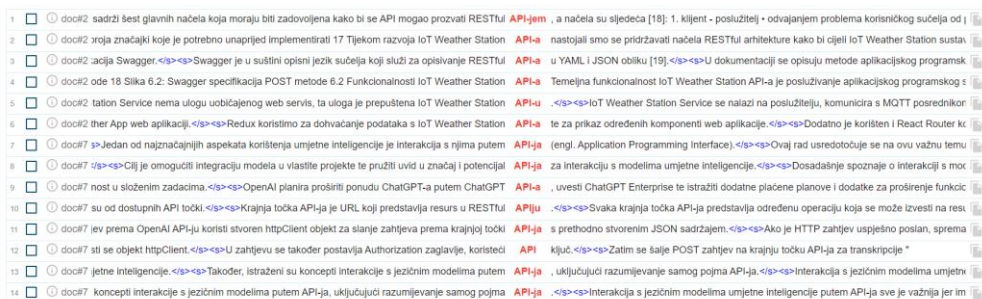 1 doc#2 sadrži šest glavnih načela koja moraju biti zadovoljena kako bi se API mogao prozvati RESTful API-jem , a načela su sljedeća [18]: 1. klijent - poslužitelj • odvajanjem problema korisničkog sučelja od
2 doc#2 broja značajki koje je potrebno unaprijed implementirati 17 Tijekom razvoja IoT Weather Station API-a nastojali smo se pridržavati načela RESTful arhitekture kako bi cijeli IoT Weather Station
3 doc#2 :acija Swagger.</s><s>Swagger je u suštini opisni jezik sučelja koji služi za opisivanje RESTful API-a u YAML i JSON obliku [19].</s><s>U dokumentaciji se opisuju metode aplikacijskog programsk
4 doc#2 ode 18 Slika 6.2: Swagger specifikacija POST metode 6.2 Funkcionalnosti IoT Weather Station API-a Temeljna funkcionalnost IoT Weather Station API-a je posluživanje aplikacijskog programskog s
5 doc#2 tation Service nema ulogu uobičajenog web servis, ta uloga je prepuštena IoT Weather Station API-u .</s><s>IoT Weather Station Service se nalazi na poslužitelju, komunicira s MQTT posrednikom
6 doc#2 ther App web aplikaciji.</s><s>Redux koristimo za dohvaćanje podataka s IoT Weather Station API-a te za prikaz određenih komponenti web aplikacije.</s><s>Dodatno je korišten i React Router
7 doc#7 s>Jedan od najznačajnijih aspekata korištenja umjetne inteligencije je interakcija s njima putem API-ja (engl. Application Programming Interface).</s><s>Ovaj rad usredotočuje se na ovu važnu temu
8 doc#7 :/s><s>Cilj je omogućiti integraciju modela u vlastite projekte te pružiti uvid u značaj i potencijal API-ja za interakciju s modelima umjetne inteligencije.</s><s>Dosadašnje spoznaje o interakciji s
9 doc#7 nost u složenim zadacima.</s><s>OpenAI planira proširiti ponudu ChatGPT-a putem ChatGPT API-a , uvesti ChatGPT Enterprise te istražiti dodatne plaćene planove i dodatke za proširenje funkcio
10 doc#7 su od dostupnih API točki.</s><s>Krajnja točka API-ja je URL koji predstavlja resurs u RESTful APIju .</s><s>Svaka krajnja točka API-ja predstavlja određenu operaciju koja se može izvesti na resu
11 doc#7 jev prema OpenAI API-ju koristi stvoren httpClient objekt za slanje zahtjeva prema krajnjoj točki API-ja s prethodno stvorenim JSON sadržajem.</s><s>Ako je HTTP zahtjev uspješno poslan, sprema
12 doc#7 sti se objekt httpClient.</s><s>U zahtjevu se također postavlja Authorization zaglavlje, koristeći API ključ.</s><s>Zatim se šalje POST zahtjev na krajnju točku API-ja za transkripcije "
13 doc#7 jetne inteligencije.</s><s>Također, istraženi su koncepti interakcije s jezičnim modelima putem API-ja , uključujući razumijevanje samog pojma API-ja.</s><s>Interakcija s jezičnim modelima umjetne
14 doc#7 koncepti interakcije s jezičnim modelima putem API-ja, uključujući razumijevanje samog pojma API-ja .</s><s>Interakcija s jezičnim modelima umjetne inteligencije putem API-ja sve je važnija jer im